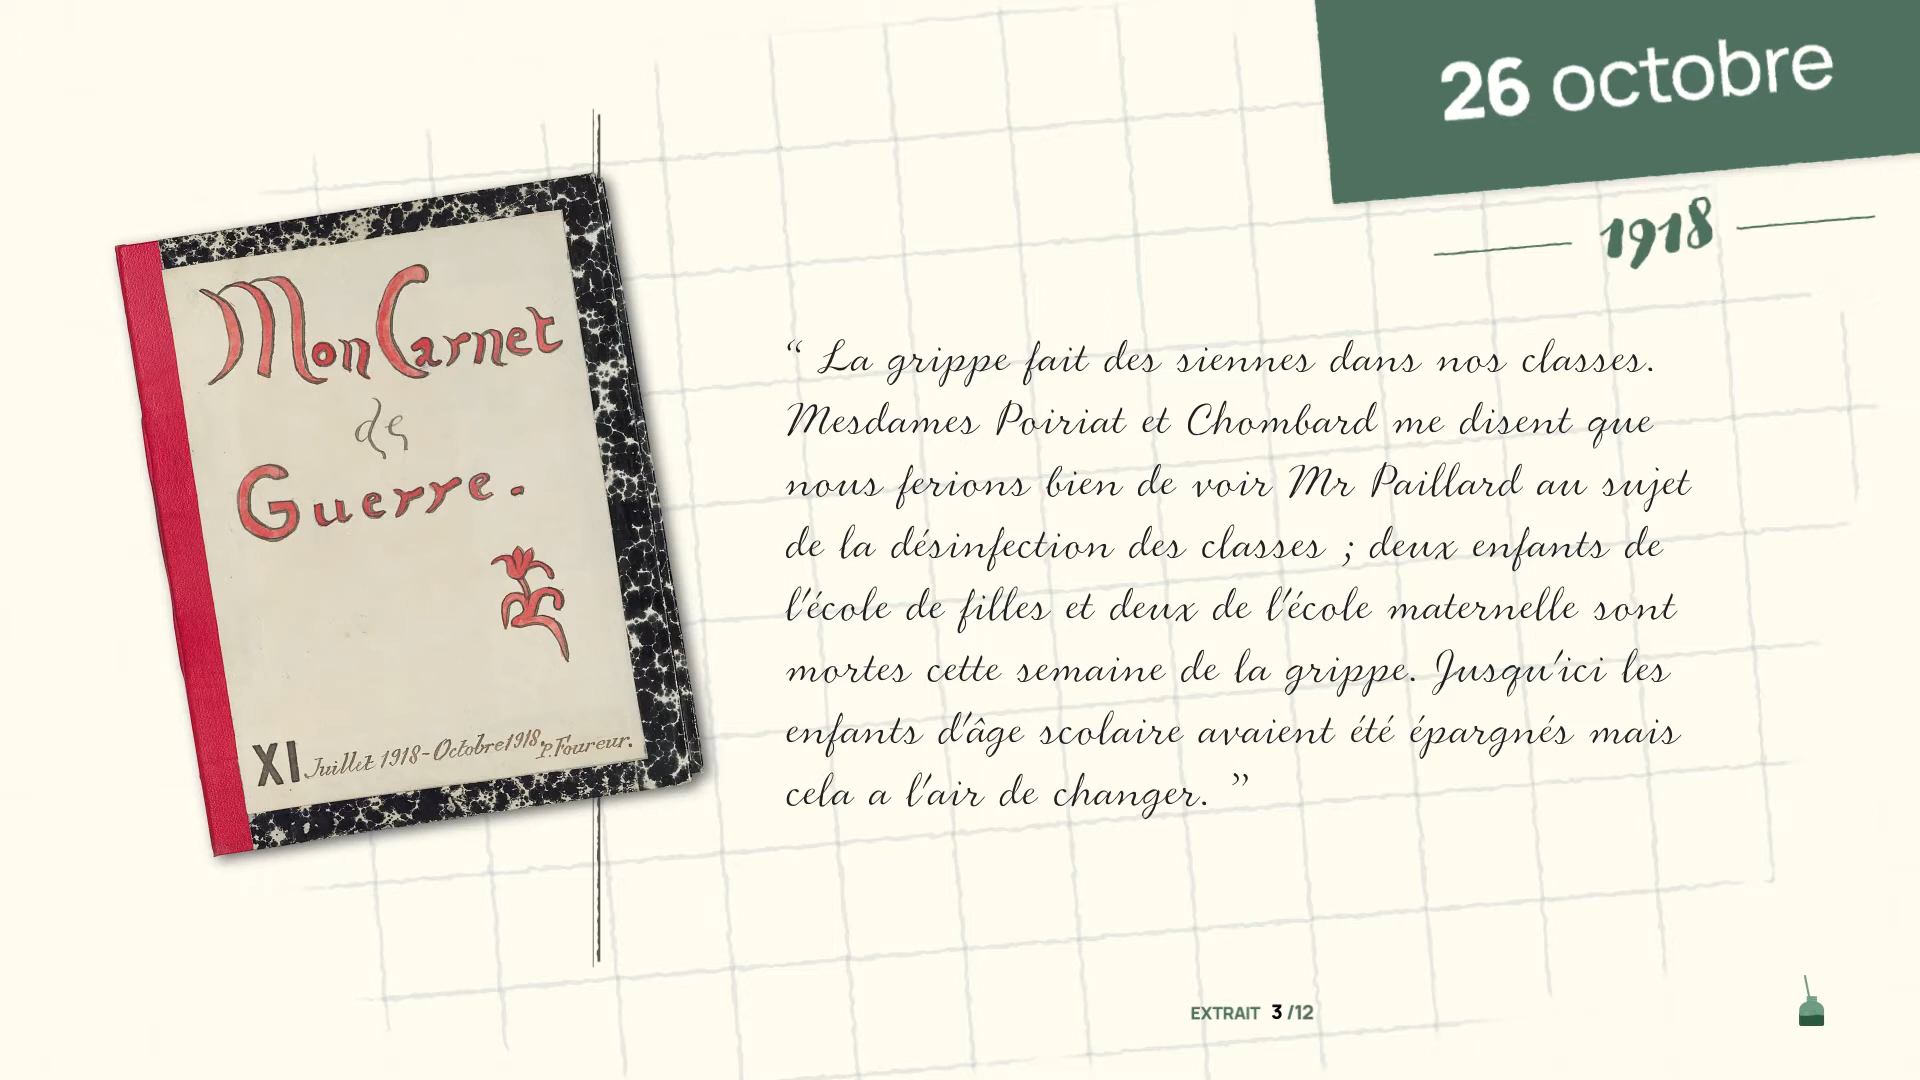 26 octobre
1918
Mon Carnet
de
Guerre.
XI Juillet 1918-Octobre 1918. P. Foureur.
“ La grippe fait des siennes dans nos classes.
Mesdames Poiriat et Chombard me disent que
nous ferions bien de voir Mr Paillard au sujet
de la désinfection des classes ; deux enfants de
l'école de filles et deux de l'école maternelle sont
mortes cette semaine de la grippe. Jusqu'ici les
enfants d'âge scolaire avaient été épargnés mais
cela a l'air de changer. ”
EXTRAIT 3 /12